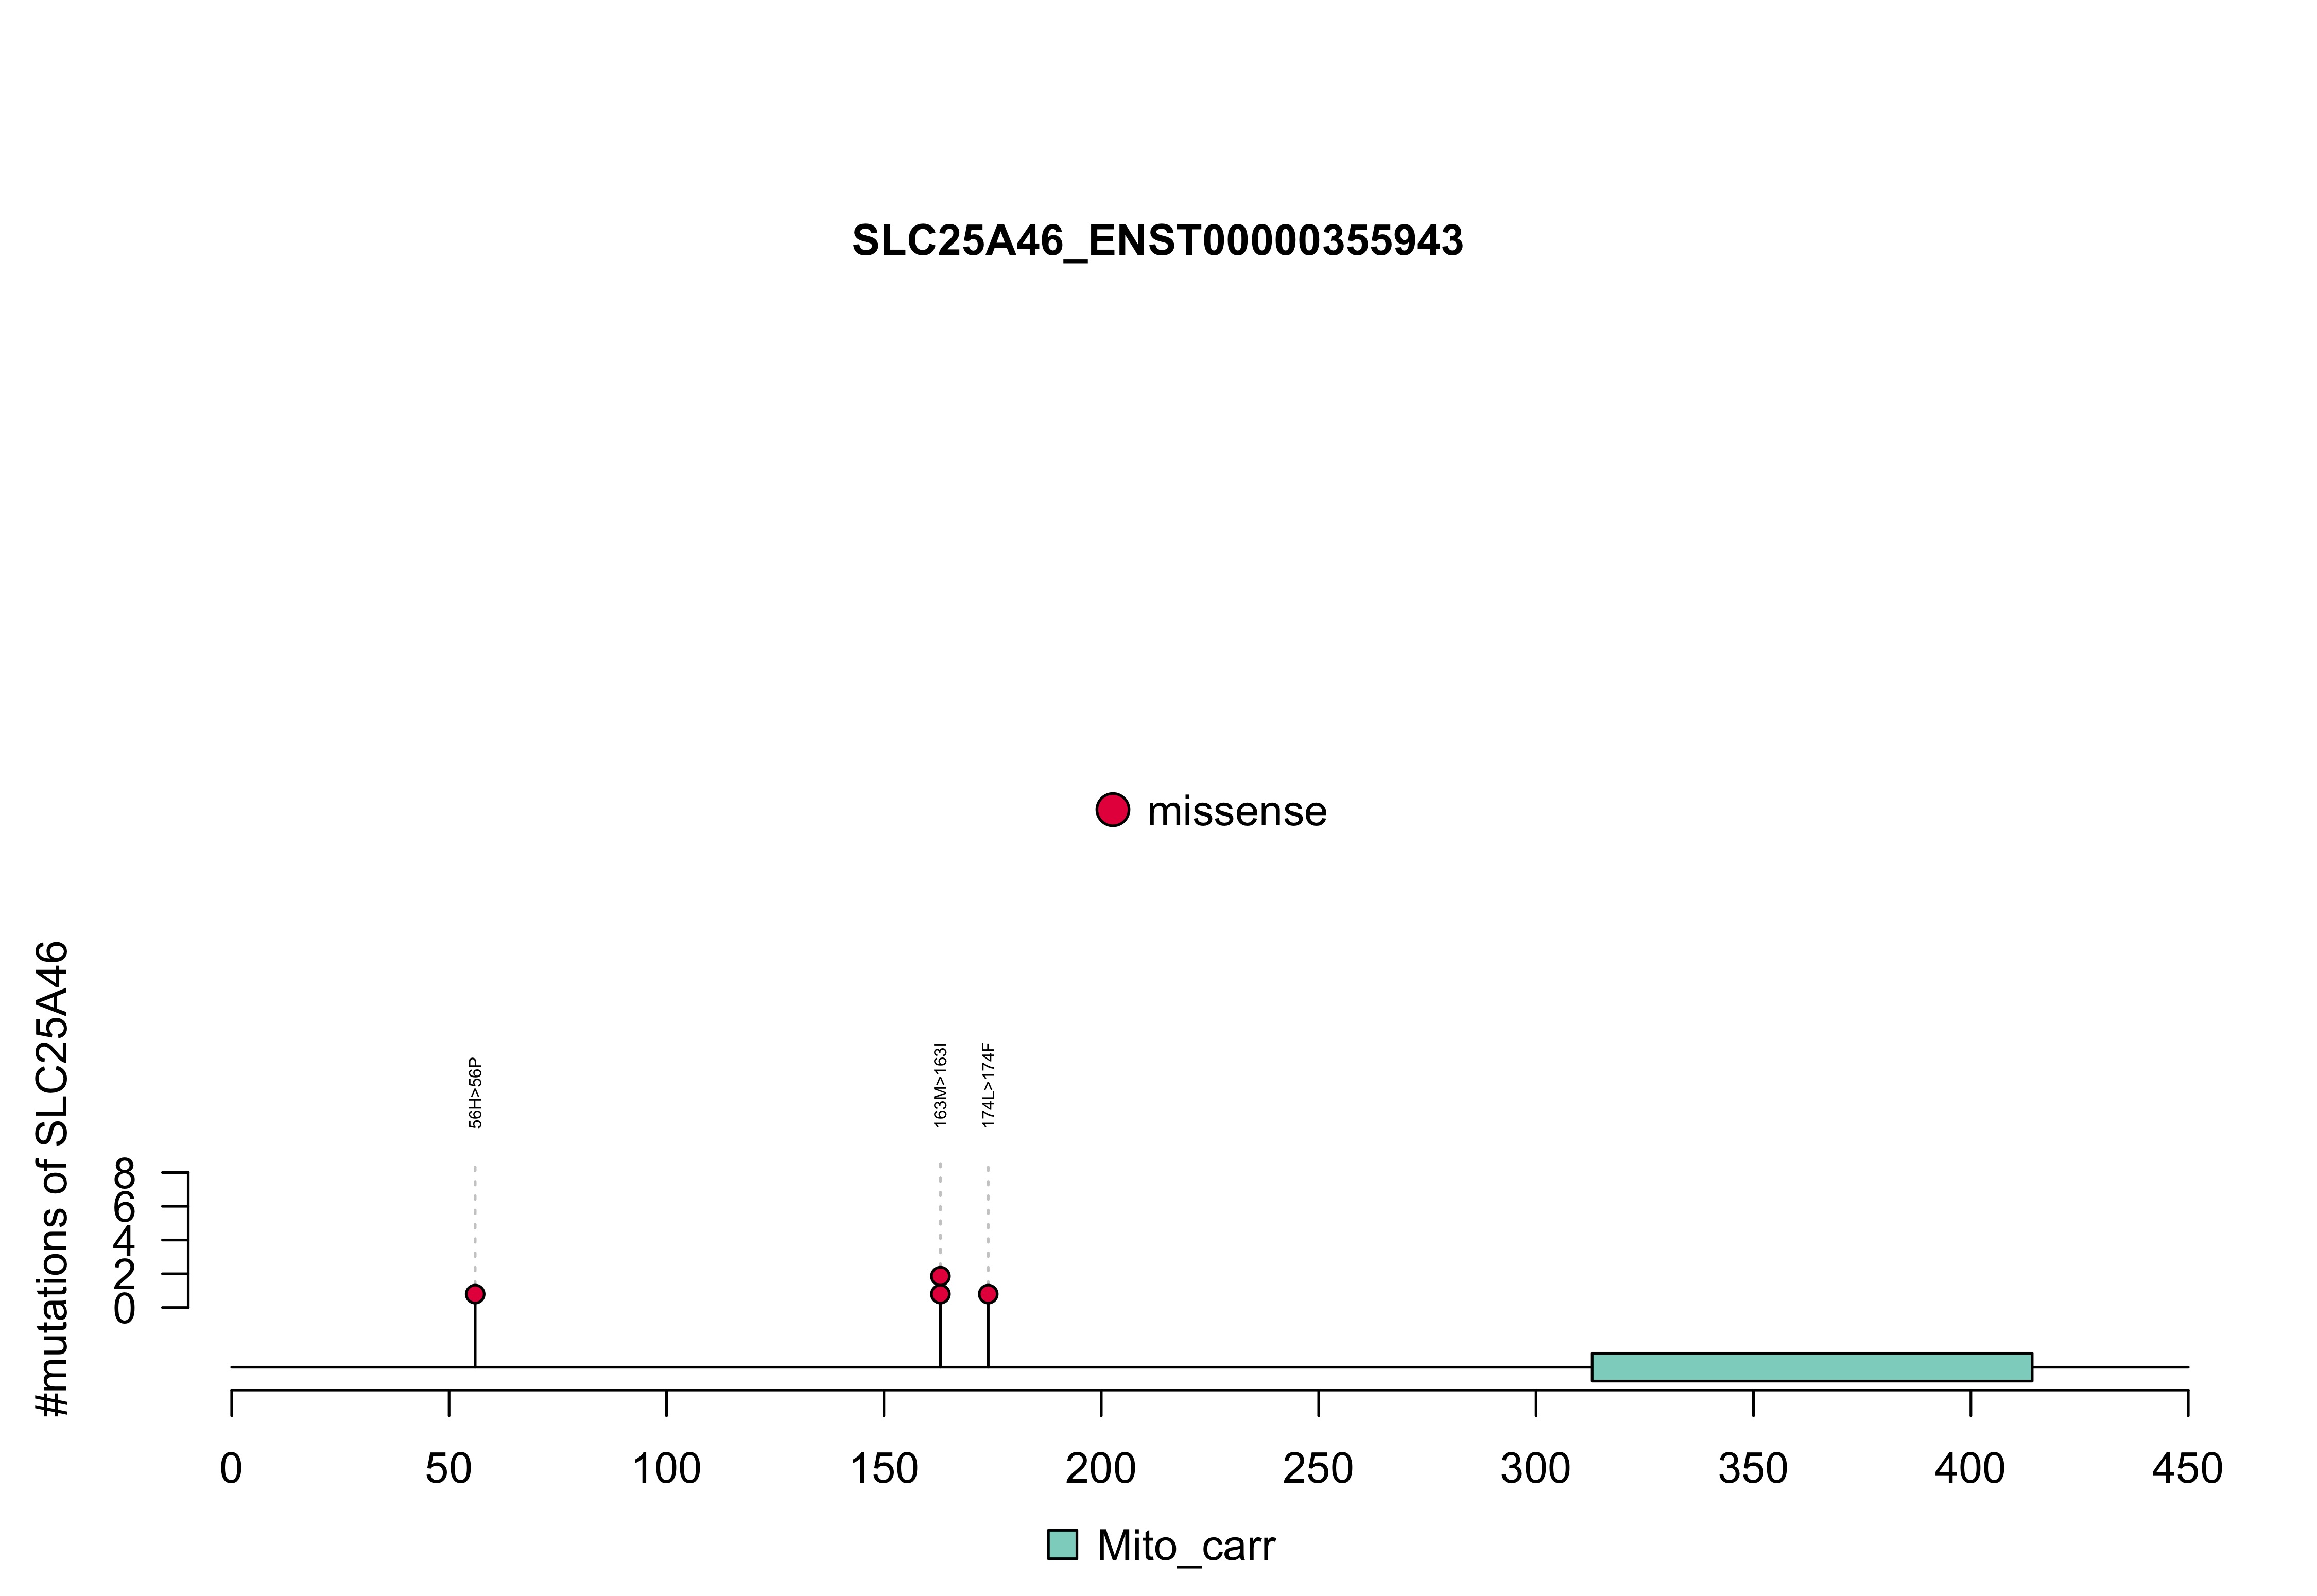 SLC25A46_ENST00000355943
missense
#mutations of SLC25A46
56H>56P
163M>163I
174L>174F
8
6
4
2
0
0 50 100 150 200 250 300 350 400 450
Mito_carr